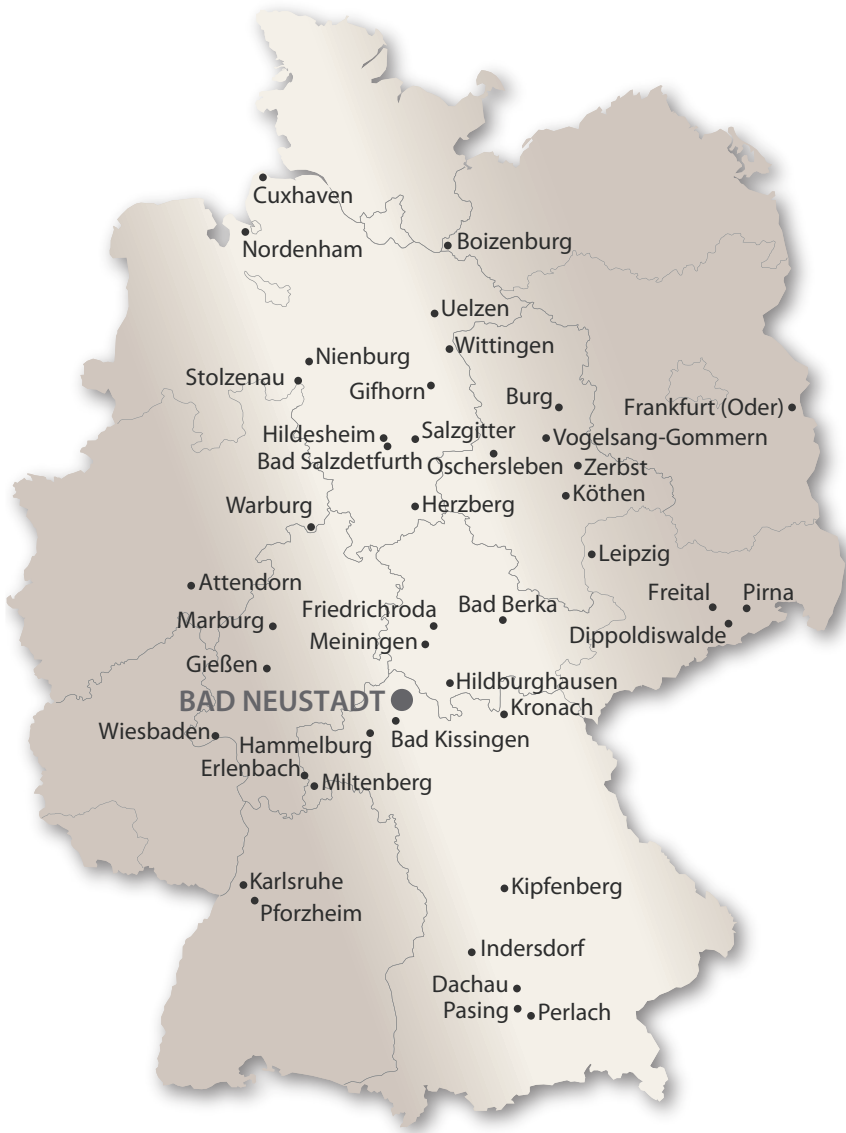 Cuxhaven
Nordenham
Boizenburg
Uelzen
Wittingen
Nienburg
Stolzenau
Gifhorn
Burg
Frankfurt (Oder)
Hildesheim
Salzgitter
Vogelsang-Gommern
Bad Salzdetfurth
Oschersleben
Zerbst
Köthen
Warburg
Herzberg
Leipzig
Attendorn
Freital
Pirna
Friedrichroda
Bad Berka
Marburg
Dippoldiswalde
Meiningen
Gießen
Hildburghausen
BAD NEUSTADT
Kronach
Wiesbaden
Hammelburg
Bad Kissingen
Erlenbach
Miltenberg
Karlsruhe
Kipfenberg
Pforzheim
Indersdorf
Dachau
Pasing
Perlach